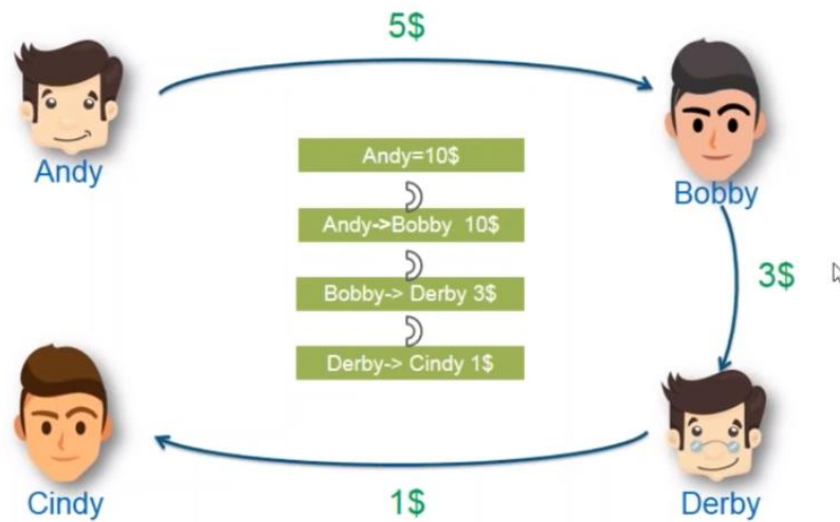 5$
Andy
Bobby
Andy=10$
Andy->Bobby 10$
Bobby-> Derby 3$
Derby-> Cindy 1$
3$
Cindy
1$
Derby